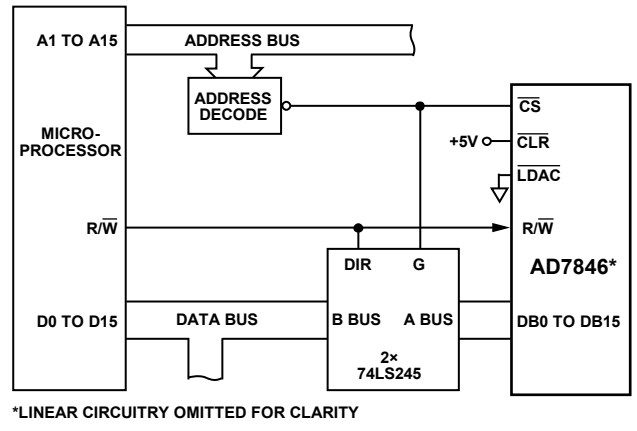 A1 TO A15
ADDRESS BUS
ADDRESS
DECODE
MICRO-
PROCESSOR
CS
+5V
CLR
LDAC
R/W
R/W
DIR G
AD7846*
D0 TO D15
DATA BUS
B BUS A BUS
DB0 TO DB15
2×
74LS245
*LINEAR CIRCUITRY OMITTED FOR CLARITY